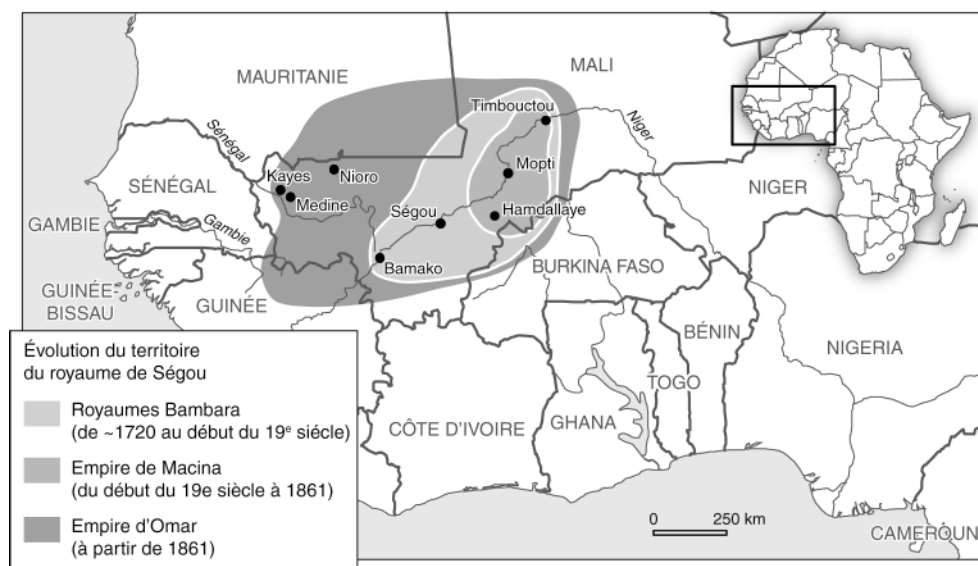 MAURITANIE
MALI
Timbouctou
Sénégal
Niger
Kayes
Nioro
Mopti
NIGER
SÉNÉGAL
Medine
Ségou
Hamdallaye
GAMBIE
Gambie
Bamako
BURKINA FASO
GUINÉE-
BISSAU
GUINÉE
BÉNIN
NIGERIA
TOGO
GHANA
CÔTE D'IVOIRE
CAMEROUN
0 250 km
Évolution du territoire
du royaume de Ségou
Royaumes Bambara
(de ~1720 au début du 19e siécle)
Empire de Macina
(du début du 19e siècle à 1861)
Empire d'Omar
(à partir de 1861)